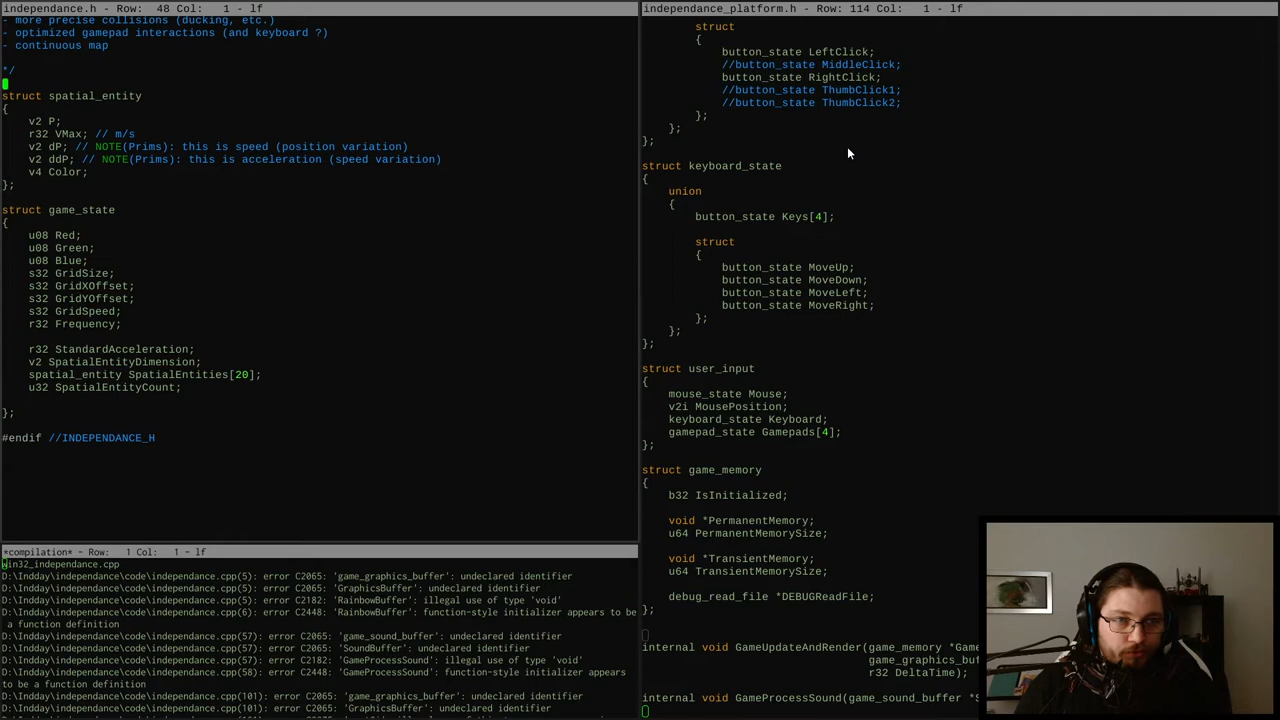 independance.h - Row:  48 Col:   1 - lf
- more precise collisions (ducking, etc.)
- optimized gamepad interactions (and keyboard ?)
- continuous map
*/
struct spatial_entity
{
v2 P;
r32 VMax; // m/s
v2 dP; // NOTE(Prims): this is speed (position variation)
v2 ddP; // NOTE(Prims): this is acceleration (speed variation)
v4 Color;
};
struct game_state
{
u08 Red;
u08 Green;
u08 Blue;
s32 GridSize;
s32 GridXOffset;
s32 GridYOffset;
s32 GridSpeed;
r32 Frequency;
r32 StandardAcceleration;
v2 SpatialEntityDimension;
spatial_entity SpatialEntities[20];
u32 SpatialEntityCount;
};
#endif //INDEPENDANCE_H
*compilation* - Row:   1 Col:   1 - lf
win32_independance.cpp
D:\Indday\independance\code\independance.cpp(5): error C2065: 'game_graphics_buffer': undeclared identifier
D:\Indday\independance\code\independance.cpp(5): error C2065: 'GraphicsBuffer': undeclared identifier
D:\Indday\independance\code\independance.cpp(5): error C2182: 'RainbowBuffer': illegal use of type 'void'
D:\Indday\independance\code\independance.cpp(6): error C2448: 'RainbowBuffer': function-style initializer appears to be
a function definition
D:\Indday\independance\code\independance.cpp(57): error C2065: 'game_sound_buffer': undeclared identifier
D:\Indday\independance\code\independance.cpp(57): error C2065: 'SoundBuffer': undeclared identifier
D:\Indday\independance\code\independance.cpp(57): error C2182: 'GameProcessSound': illegal use of type 'void'
D:\Indday\independance\code\independance.cpp(58): error C2448: 'GameProcessSound': function-style initializer appears
to be a function definition
D:\Indday\independance\code\independance.cpp(101): error C2065: 'game_graphics_buffer': undeclared identifier
D:\Indday\independance\code\independance.cpp(101): error C2065: 'GraphicsBuffer': undeclared identifier
independance_platform.h - Row: 114 Col:   1 - lf
struct
{
button_state LeftClick;
//button_state MiddleClick;
button_state RightClick;
//button_state ThumbClick1;
//button_state ThumbClick2;
};
};
};
struct keyboard_state
{
union
{
button_state Keys[4];
struct
{
button_state MoveUp;
button_state MoveDown;
button_state MoveLeft;
button_state MoveRight;
};
};
};
struct user_input
{
mouse_state Mouse;
v2i MousePosition;
keyboard_state Keyboard;
gamepad_state Gamepads[4];
};
struct game_memory
{
b32 IsInitialized;
void *PermanentMemory;
u64 PermanentMemorySize;
void *TransientMemory;
u64 TransientMemorySize;
debug_read_file *DEBUGReadFile;
};
internal void GameUpdateAndRender(game_memory *Game
game_graphics_buf
r32 DeltaTime);
internal void GameProcessSound(game_sound_buffer *S